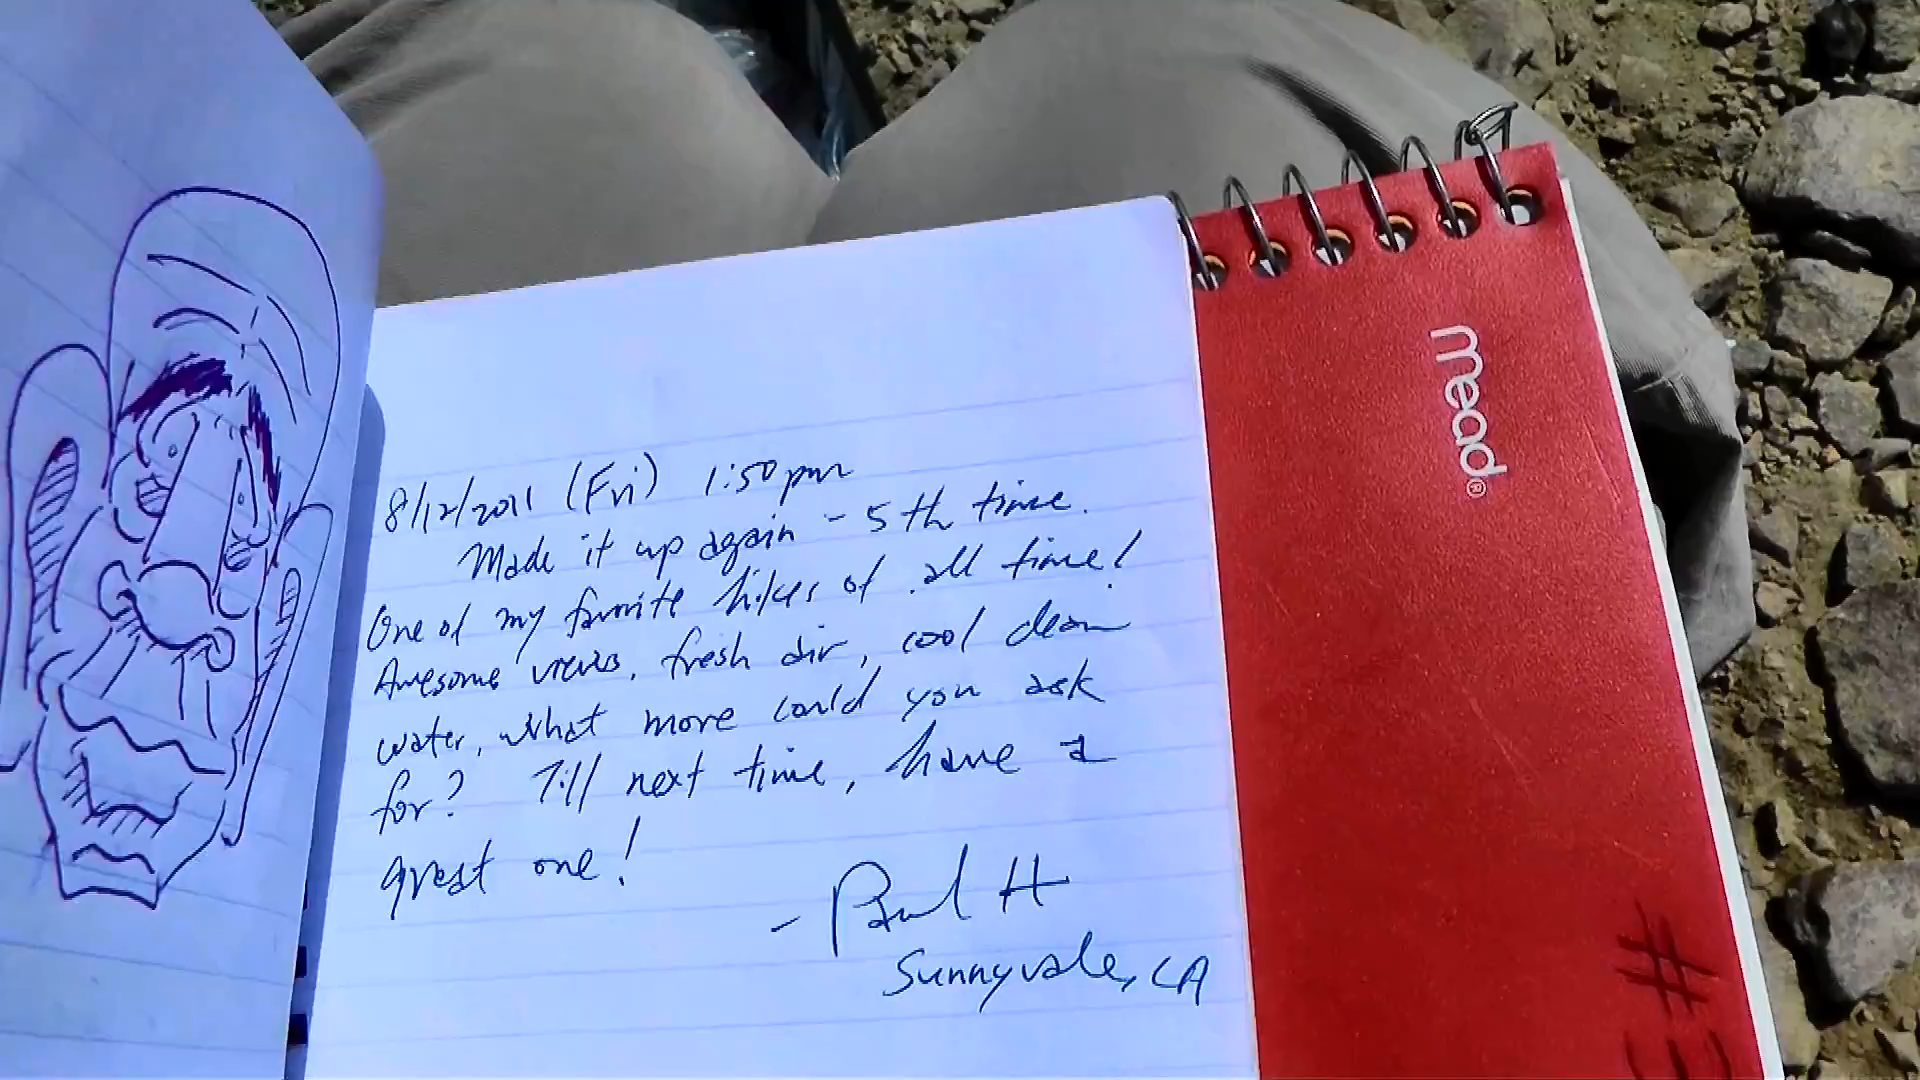 8/12/2011 (Fri) 1:50pm
Made it up again - 5th time.
One of my favorite hikes of all time!
Awesome views, fresh air, cool clean
water, what more could you ask
for? Till next time, have a
great one!
- Paul H
Sunnyvale, CA
mead®
#